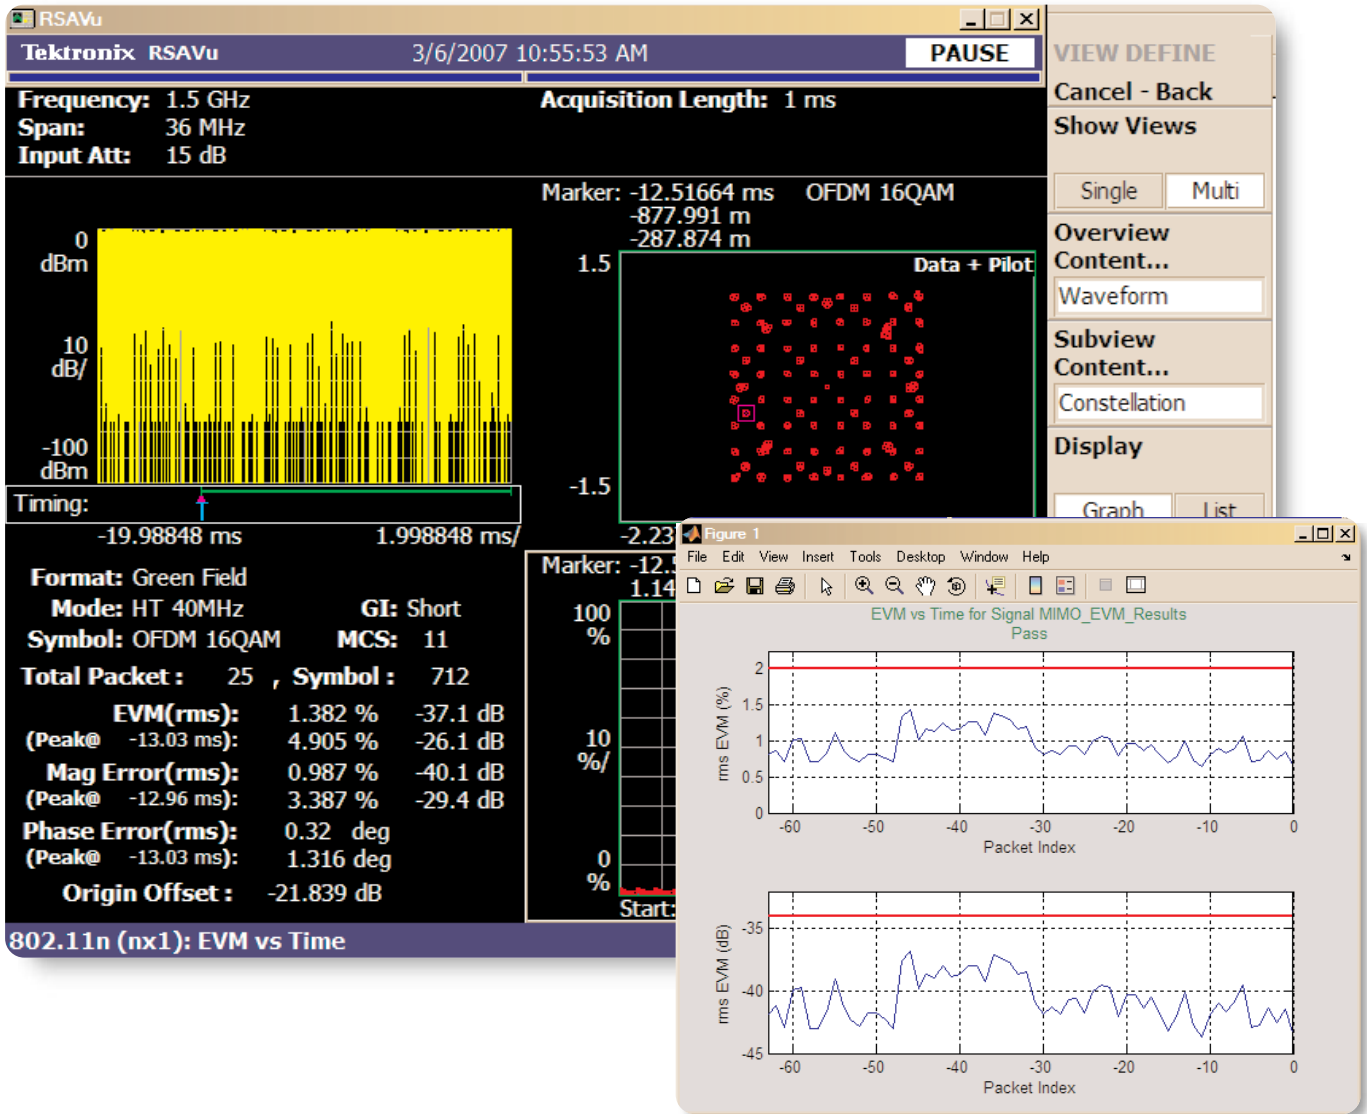 RSAVu
Tektronix RSAVu 3/6/2007 10:55:53 AM PAUSE
Frequency: 1.5 GHz Acquisition Length: 1 ms
Span: 36 MHz
Input Att: 15 dB
Marker: -12.51664 ms OFDM 16QAM
-877.991 m
-287.874 m
0
dBm
10
dB/
-100
dBm
1.5
Data + Pilot
-1.5
Timing:
-19.98848 ms 1.998848 ms/
-2.23
Format: Green Field
Mode: HT 40MHz GI: Short
Symbol: OFDM 16QAM MCS: 11
Total Packet : 25 , Symbol : 712
EVM(rms): 1.382 % -37.1 dB
(Peak@ -13.03 ms): 4.905 % -26.1 dB
Mag Error(rms): 0.987 % -40.1 dB
(Peak@ -12.96 ms): 3.387 % -29.4 dB
Phase Error(rms): 0.32 deg
(Peak@ -13.03 ms): 1.316 deg
Origin Offset : -21.839 dB
Marker: -12.5
1.14
100
%
10
%/
0
%
Start:
802.11n (nx1): EVM vs Time
VIEW DEFINE
Cancel - Back
Show Views
Single Multi
Overview
Content...
Waveform
Subview
Content...
Constellation
Display
Graph List
Figure 1
File Edit View Insert Tools Desktop Window Help
EVM vs Time for Signal MIMO_EVM_Results
Pass
rms EVM (%)
2
1.5
1
0.5
0
-60 -50 -40 -30 -20 -10 0
Packet Index
rms EVM (dB)
-35
-40
-45
-60 -50 -40 -30 -20 -10 0
Packet Index